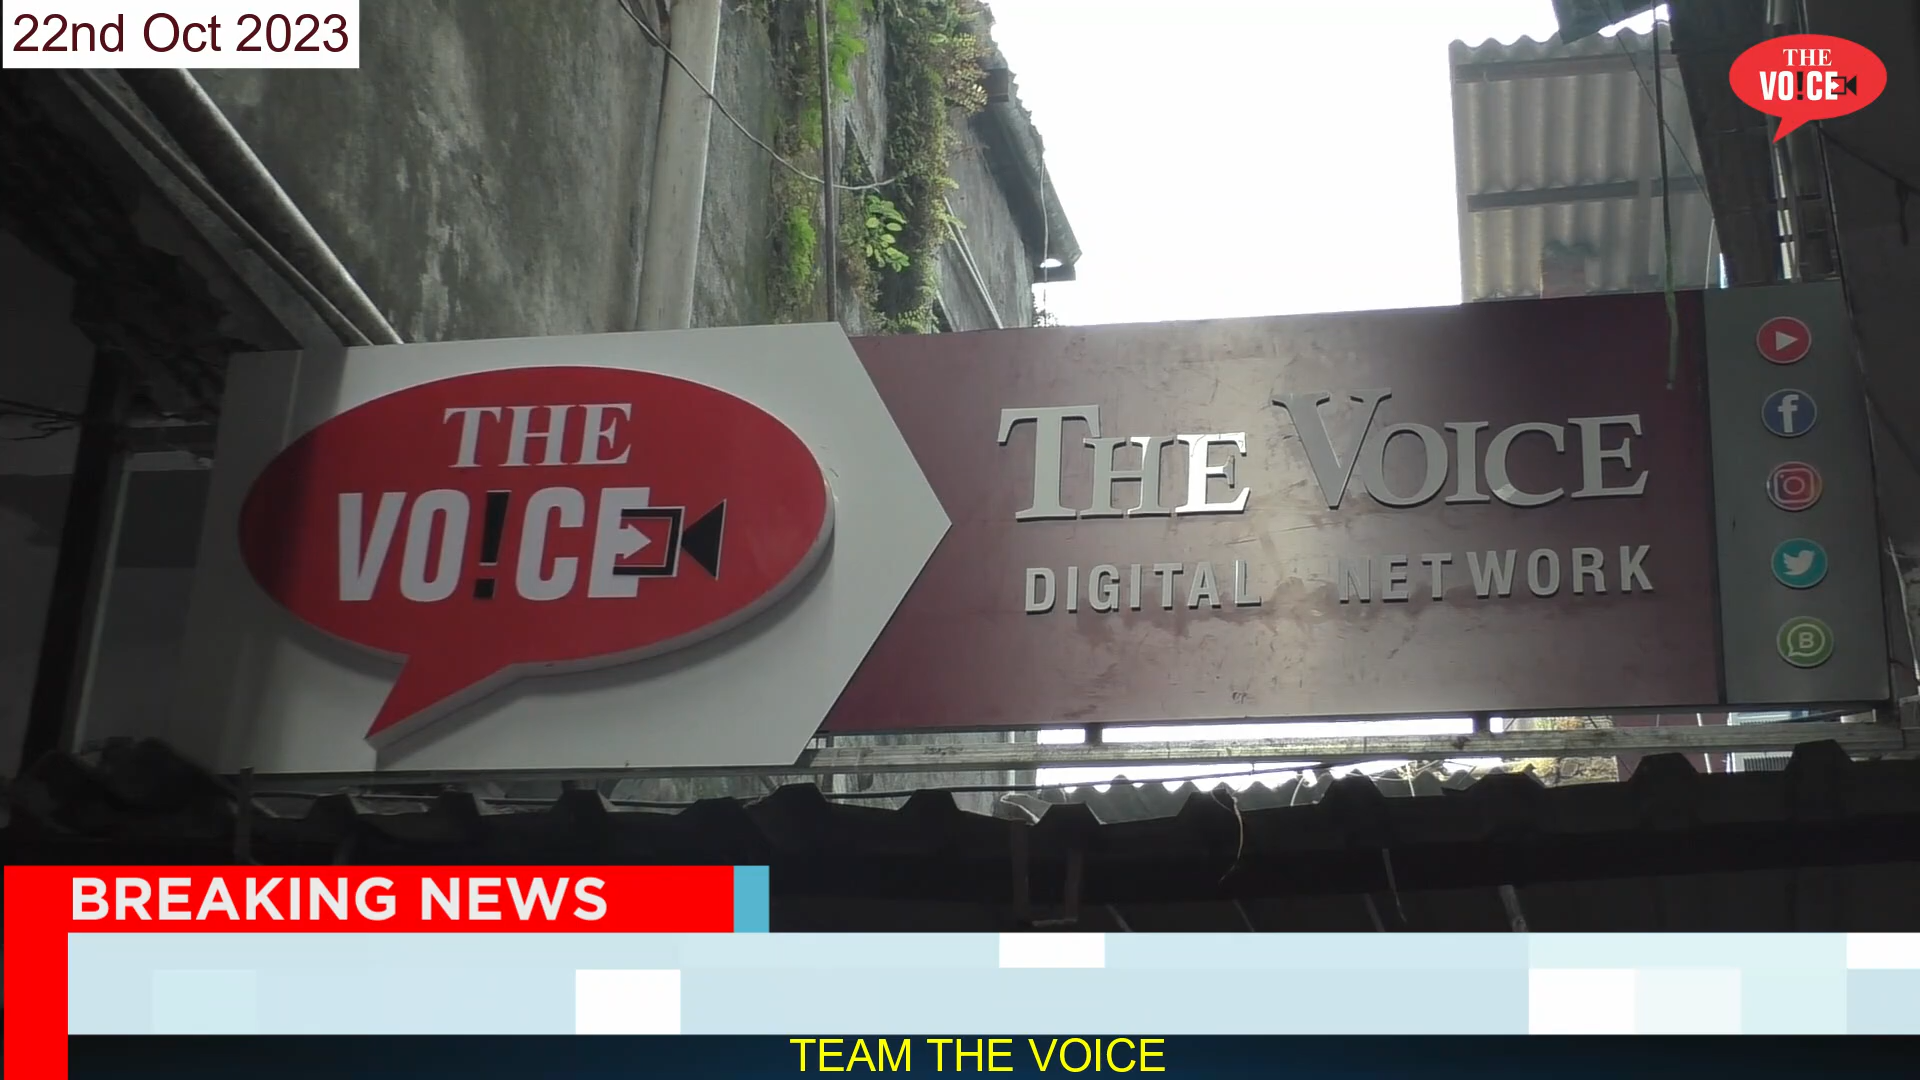 22nd Oct 2023
THE
VO!CE
THE
VO!CE
THE VOICE
DIGITAL NETWORK
B
BREAKING NEWS
TEAM THE VOICE